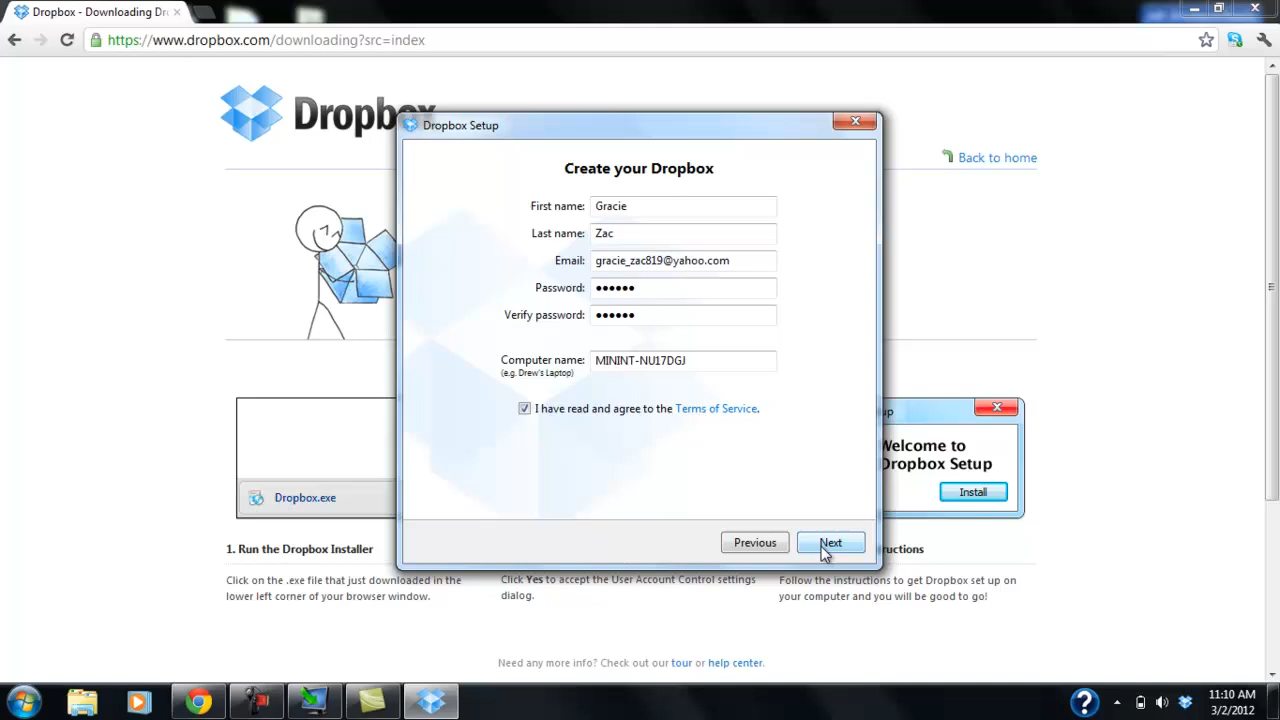 Dropbox - Downloading Dr
https://www.dropbox.com/downloading?src=index
Dropbox
Back to home
Dropbox Setup
Create your Dropbox
First name: Gracie
Last name: Zac
Email: gracie_zac819@yahoo.com
Password: ••••••
Verify password: ••••••
Computer name: MININT-NU17DGJ
(e.g. Drew's Laptop)
I have read and agree to the Terms of Service.
Previous Next
up
Welcome to
Dropbox Setup
Install
Dropbox.exe
1. Run the Dropbox Installer
Click on the .exe file that just downloaded in the
lower left corner of your browser window.
Click Yes to accept the User Account Control settings
dialog.
ructions
Follow the instructions to get Dropbox set up on
your computer and you will be good to go!
Need any more info? Check out our tour or help center.
11:10 AM
3/2/2012